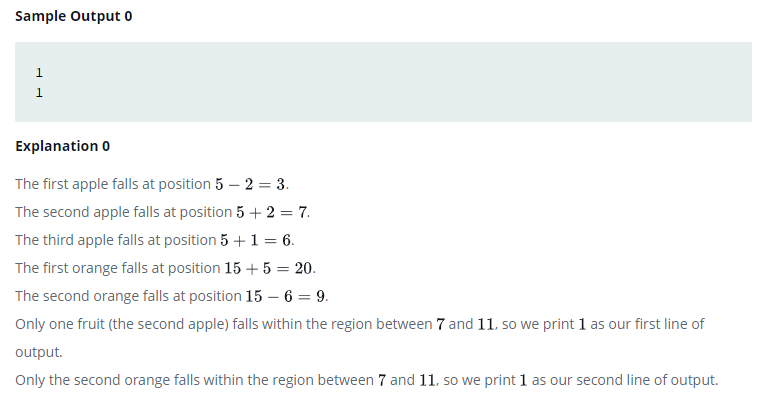 Sample Output 0
1
1
Explanation 0
The first apple falls at position 5 − 2 = 3.
The second apple falls at position 5 + 2 = 7.
The third apple falls at position 5 + 1 = 6.
The first orange falls at position 15 + 5 = 20.
The second orange falls at position 15 − 6 = 9.
Only one fruit (the second apple) falls within the region between 7 and 11, so we print 1 as our first line of
output.
Only the second orange falls within the region between 7 and 11, so we print 1 as our second line of output.